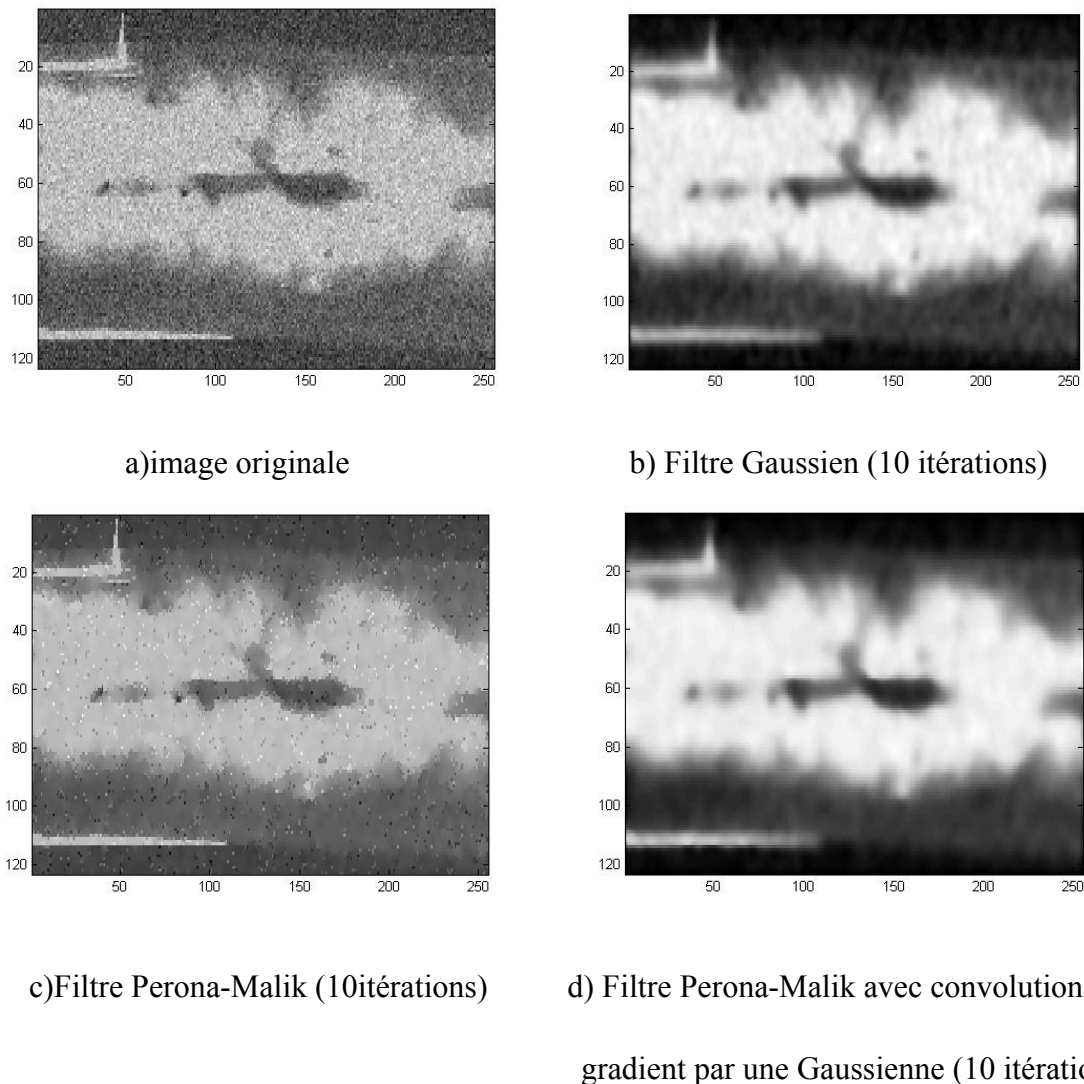 20
40
60
80
100
120
50 100 150 200 250
20
40
60
80
100
120
50 100 150 200 250
a)image originale
b) Filtre Gaussien (10 itérations)
20
40
60
80
100
120
50 100 150 200 250
20
40
60
80
100
120
50 100 150 200 250
c)Filtre Perona-Malik (10itérations)
d) Filtre Perona-Malik avec convolution
gradient par une Gaussienne (10